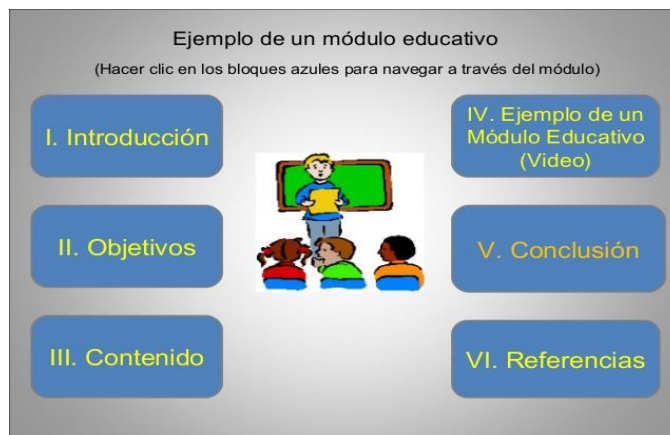 Ejemplo de un módulo educativo
(Hacer clic en los bloques azules para navegar a través del módulo)
I. Introducción
II. Objetivos
III. Contenido
IV. Ejemplo de un
Módulo Educativo
(Video)
V. Conclusión
VI. Referencias